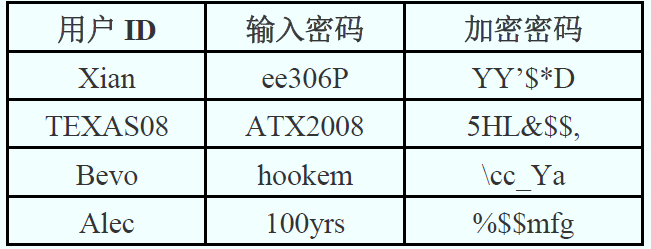 用户 ID 输入密码 加密密码
Xian ee306P YY’$*D
TEXAS08 ATX2008 5HL&$$,
Bevo hookem \cc_Ya
Alec 100yrs %$$mfg